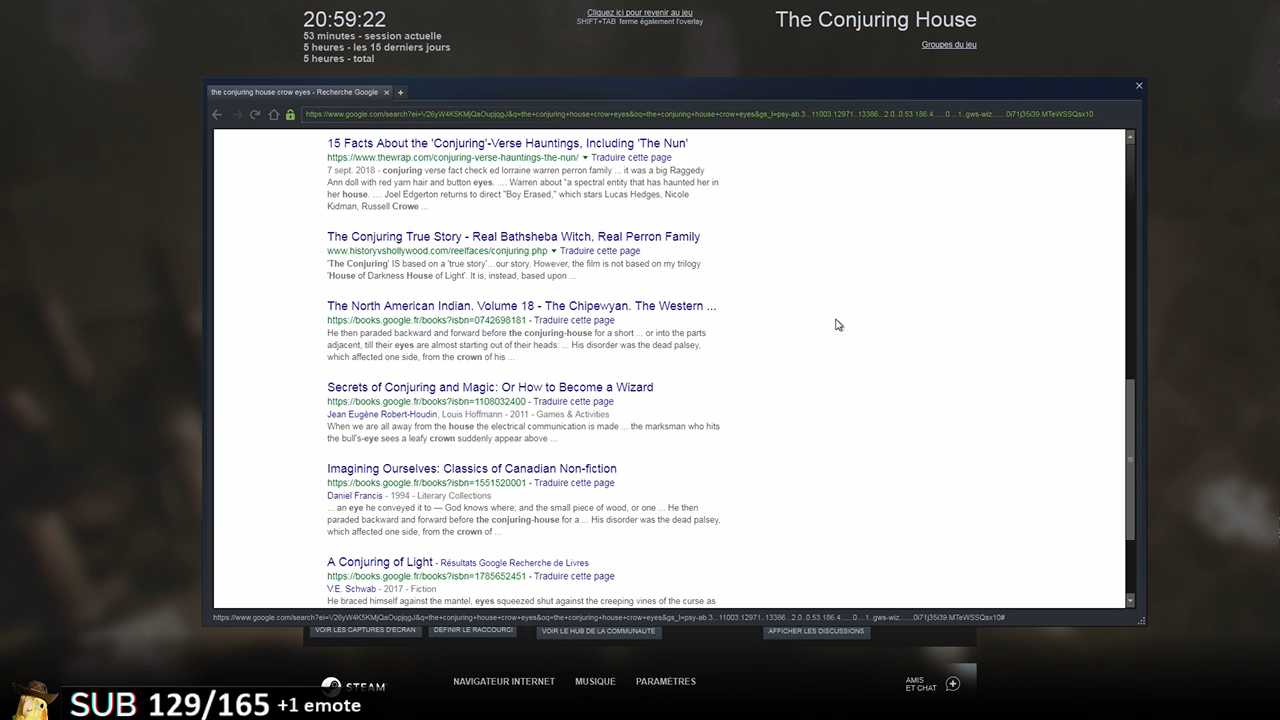 20:59:22
53 minutes - session actuelle
5 heures - les 15 derniers jours
5 heures - total
Cliquez ici pour revenir au jeu
SHIFT+TAB ferme également l'overlay
The Conjuring House
Groupes du jeu
the conjuring house crow eyes - Recherche Google
15 Facts About the 'Conjuring'-Verse Hauntings, Including 'The Nun'
https://www.thewrap.com/conjuring-verse-hauntings-the-nun/ Traduire cette page
7 sept. 2018 - conjuring verse fact check ed lorraine warren perron family ... it was a big Raggedy
Ann doll with red yarn hair and button eyes. .... Warren about "a spectral entity that has haunted her in
her house. .... Joel Edgerton returns to direct "Boy Erased," which stars Lucas Hedges, Nicole
Kidman, Russell Crowe ...
The Conjuring True Story - Real Bathsheba Witch, Real Perron Family
www.historyvshollywood.com/reelfaces/conjuring.php Traduire cette page
'The Conjuring' IS based on a 'true story'...our story. However, the film is not based on my trilogy
'House of Darkness House of Light'. It is, instead, based upon ...
The North American Indian. Volume 18 - The Chipewyan. The Western ...
https://books.google.fr/books?isbn=0742698181 - Traduire cette page
He then paraded backward and forward before the conjuring-house for a short ... or into the parts
adjacent, till their eyes are almost starting out of their heads: ... His disorder was the dead palsey,
which affected one side, from the crown of his ...
Secrets of Conjuring and Magic: Or How to Become a Wizard
https://books.google.fr/books?isbn=1108032400 - Traduire cette page
Jean Eugène Robert-Houdin, Louis Hoffmann - 2011 - Games & Activities
When we are all away from the house the electrical communication is made ... the marksman who hits
the bull's-eye sees a leafy crown suddenly appear above ...
Imagining Ourselves: Classics of Canadian Non-fiction
https://books.google.fr/books?isbn=1551520001 - Traduire cette page
Daniel Francis - 1994 - Literary Collections
... an eye he conveyed it to — God knows where; and the small piece of wood, or one ... He then
paraded backward and forward before the conjuring-house for a ... His disorder was the dead palsey,
which affected one side, from the crown of ...
A Conjuring of Light - Résultats Google Recherche de Livres
https://books.google.fr/books?isbn=1785652451 - Traduire cette page
V.E. Schwab - 2017 - Fiction
He braced himself against the mantel, eyes squeezed shut against the creeping vines of the curse as
VOIR LES CAPTURES D'ÉCRAN
DEFINIR LE RACCOURCI
VOIR LE HUB DE LA COMMUNAUTÉ
AFFICHER LES DISCUSSIONS
STEAM
NAVIGATEUR INTERNET
MUSIQUE
PARAMÈTRES
AMIS
ET CHAT
SUB 129/165 +1 emote